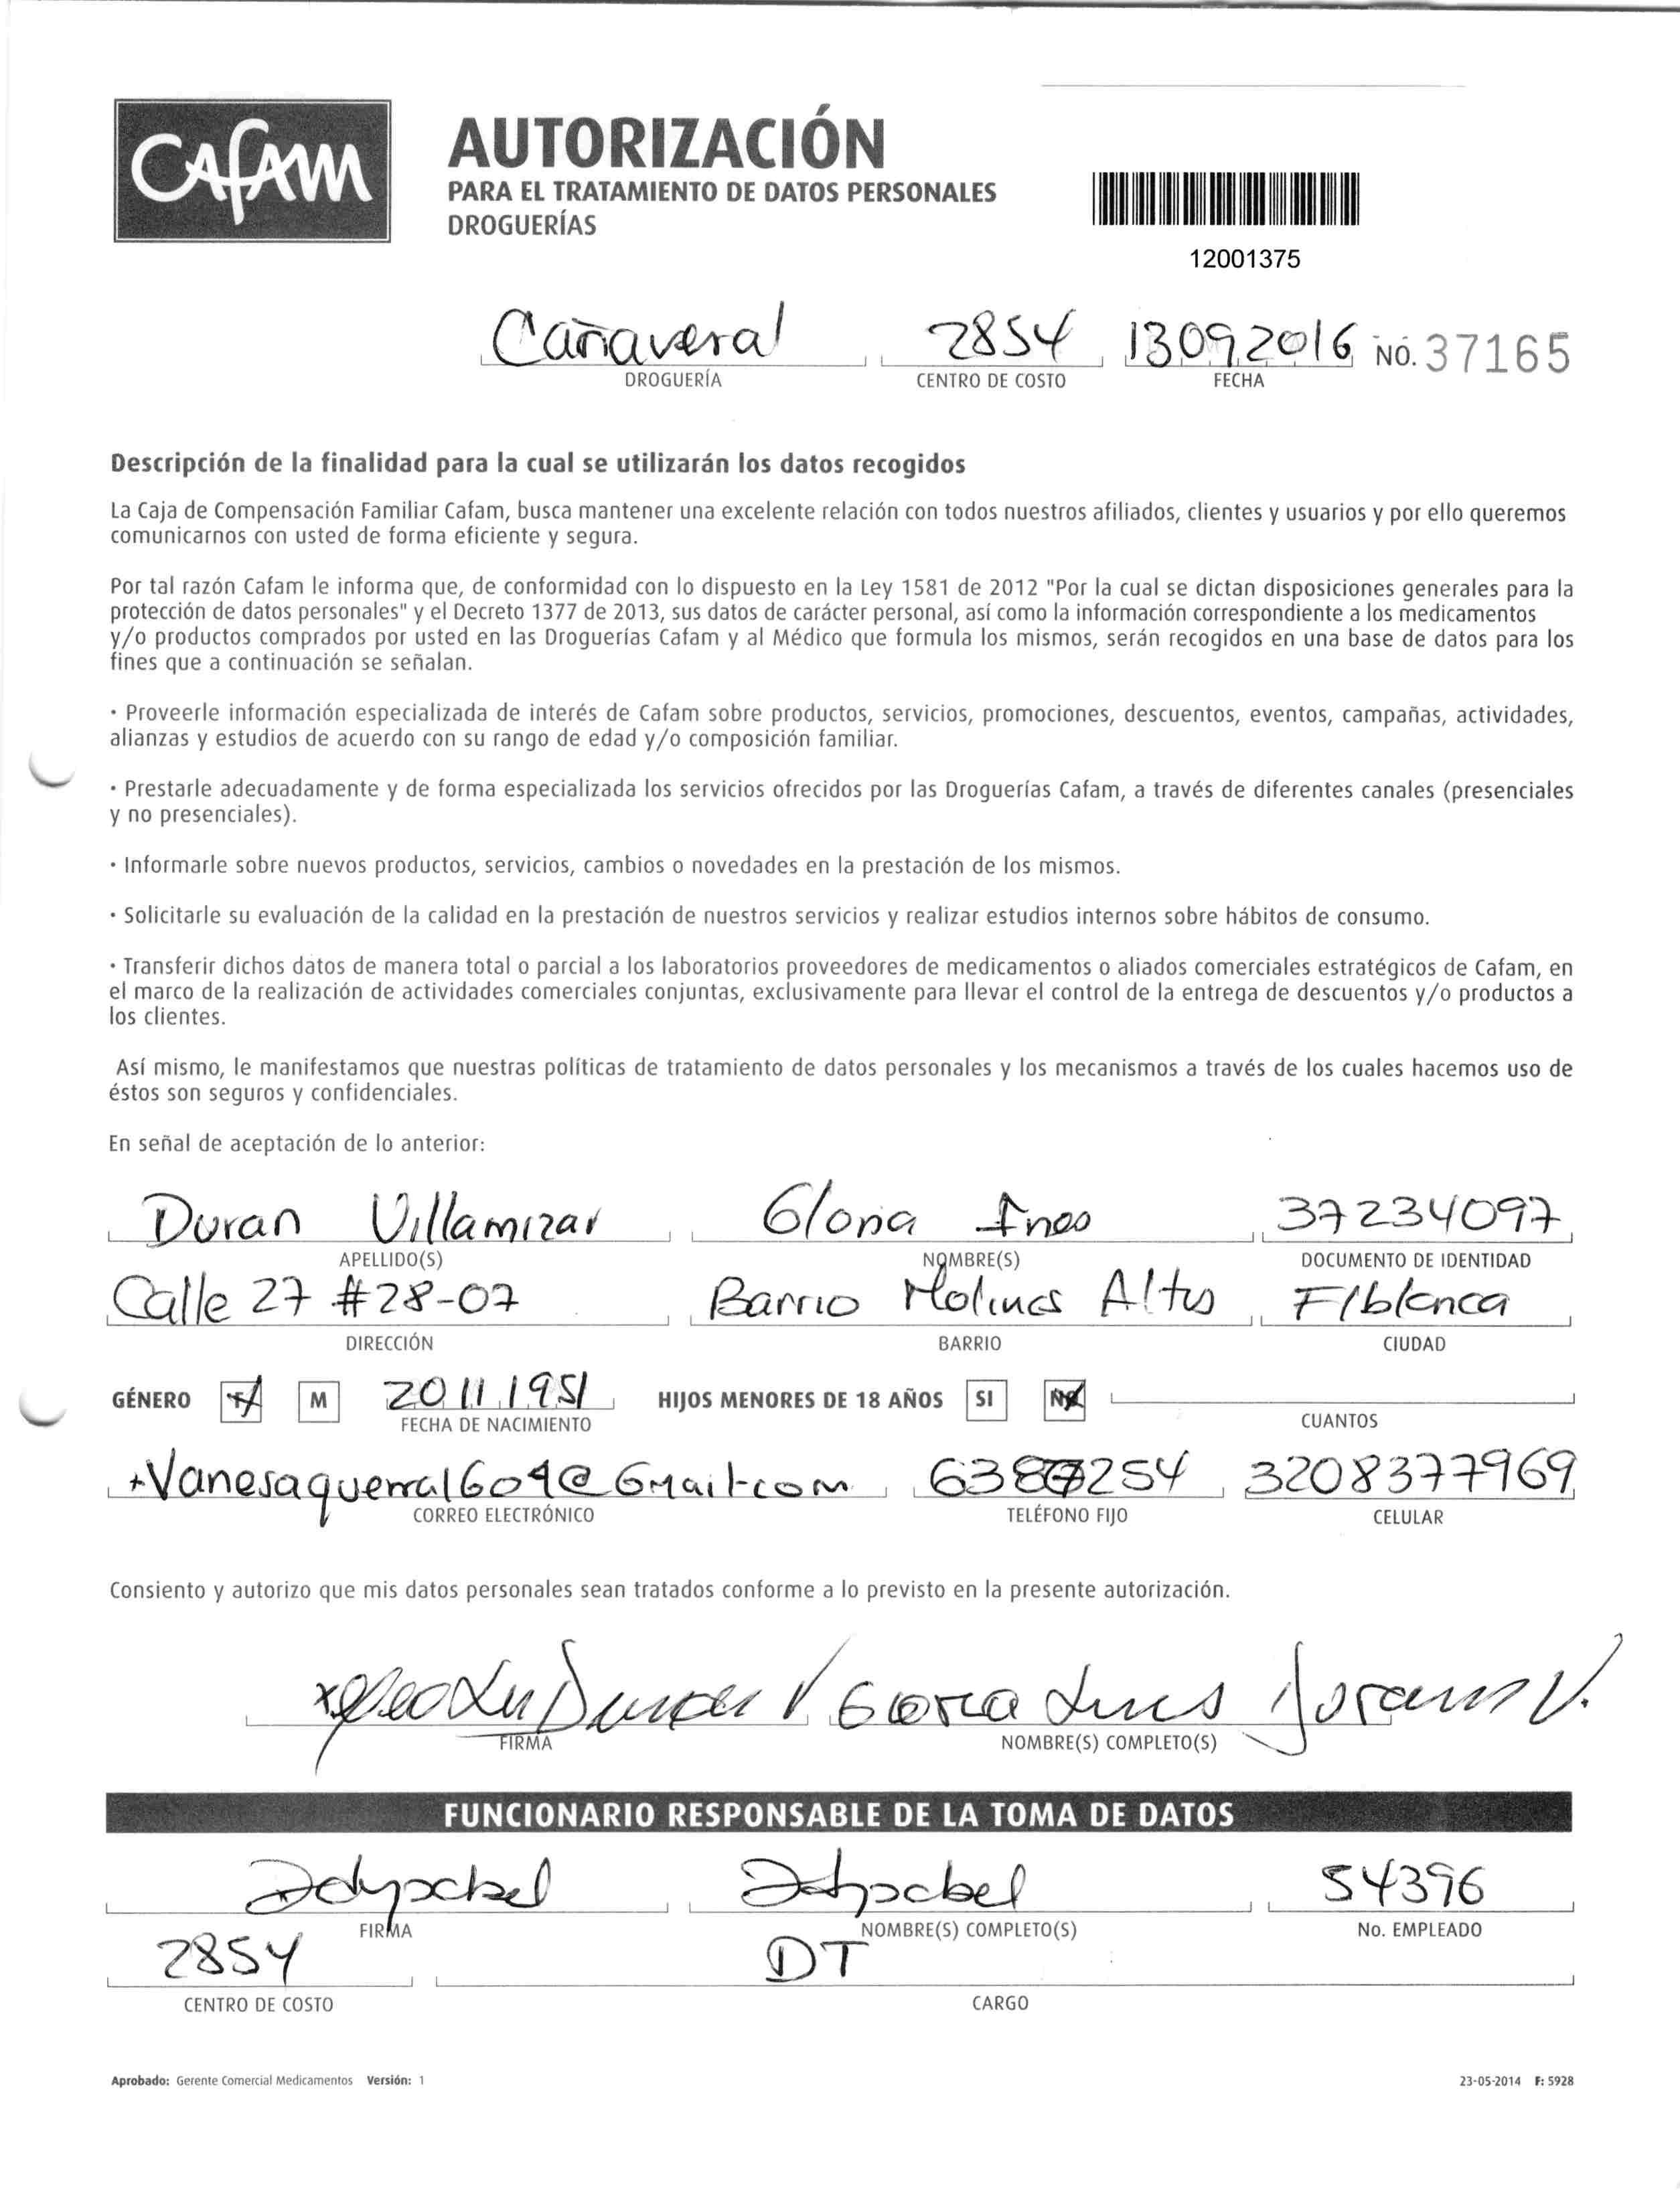 Cafam
AUTORIZACIÓN
PARA EL TRATAMIENTO DE DATOS PERSONALES
DROGUERÍAS
12001375
Cañaveral 2854 13092016 No. 37165
DROGUERÍA CENTRO DE COSTO FECHA
Descripción de la finalidad para la cual se utilizarán los datos recogidos
La Caja de Compensación Familiar Cafam, busca mantener una excelente relación con todos nuestros afiliados, clientes y usuarios y por ello queremos
comunicarnos con usted de forma eficiente y segura.
Por tal razón Cafam le informa que, de conformidad con lo dispuesto en la Ley 1581 de 2012 "Por la cual se dictan disposiciones generales para la
protección de datos personales" y el Decreto 1377 de 2013, sus datos de carácter personal, así como la información correspondiente a los medicamentos
y/o productos comprados por usted en las Droguerías Cafam y al Médico que formula los mismos, serán recogidos en una base de datos para los
fines que a continuación se señalan.
· Proveerle información especializada de interés de Cafam sobre productos, servicios, promociones, descuentos, eventos, campañas, actividades,
alianzas y estudios de acuerdo con su rango de edad y/o composición familiar.
· Prestarle adecuadamente y de forma especializada los servicios ofrecidos por las Droguerías Cafam, a través de diferentes canales (presenciales
y no presenciales).
· Informarle sobre nuevos productos, servicios, cambios o novedades en la prestación de los mismos.
· Solicitarle su evaluación de la calidad en la prestación de nuestros servicios y realizar estudios internos sobre hábitos de consumo.
· Transferir dichos datos de manera total o parcial a los laboratorios proveedores de medicamentos o aliados comerciales estratégicos de Cafam, en
el marco de la realización de actividades comerciales conjuntas, exclusivamente para llevar el control de la entrega de descuentos y/o productos a
los clientes.
Así mismo, le manifestamos que nuestras políticas de tratamiento de datos personales y los mecanismos a través de los cuales hacemos uso de
éstos son seguros y confidenciales.
En señal de aceptación de lo anterior:
Duran Villamizar Gloria Ines 37234097
APELLIDO(S) NOMBRE(S) DOCUMENTO DE IDENTIDAD
Calle 27 #28-07 Barrio Molinos Altos F/blanca
DIRECCIÓN BARRIO CIUDAD
GÉNERO F M 20111951 HIJOS MENORES DE 18 AÑOS SI NO
FECHA DE NACIMIENTO CUANTOS
6387254 3208377969
CORREO ELECTRÓNICO TELÉFONO FIJO CELULAR
Consiento y autorizo que mis datos personales sean tratados conforme a lo previsto en la presente autorización.
Duran V Gloria Ines Duran V.
FIRMA NOMBRE(S) COMPLETO(S)
FUNCIONARIO RESPONSABLE DE LA TOMA DE DATOS
54396
FIRMA NOMBRE(S) COMPLETO(S) No. EMPLEADO
2854 DT
CENTRO DE COSTO CARGO
Aprobado: Gerente Comercial Medicamentos Versión: 1 23-05-2014 F: 5928